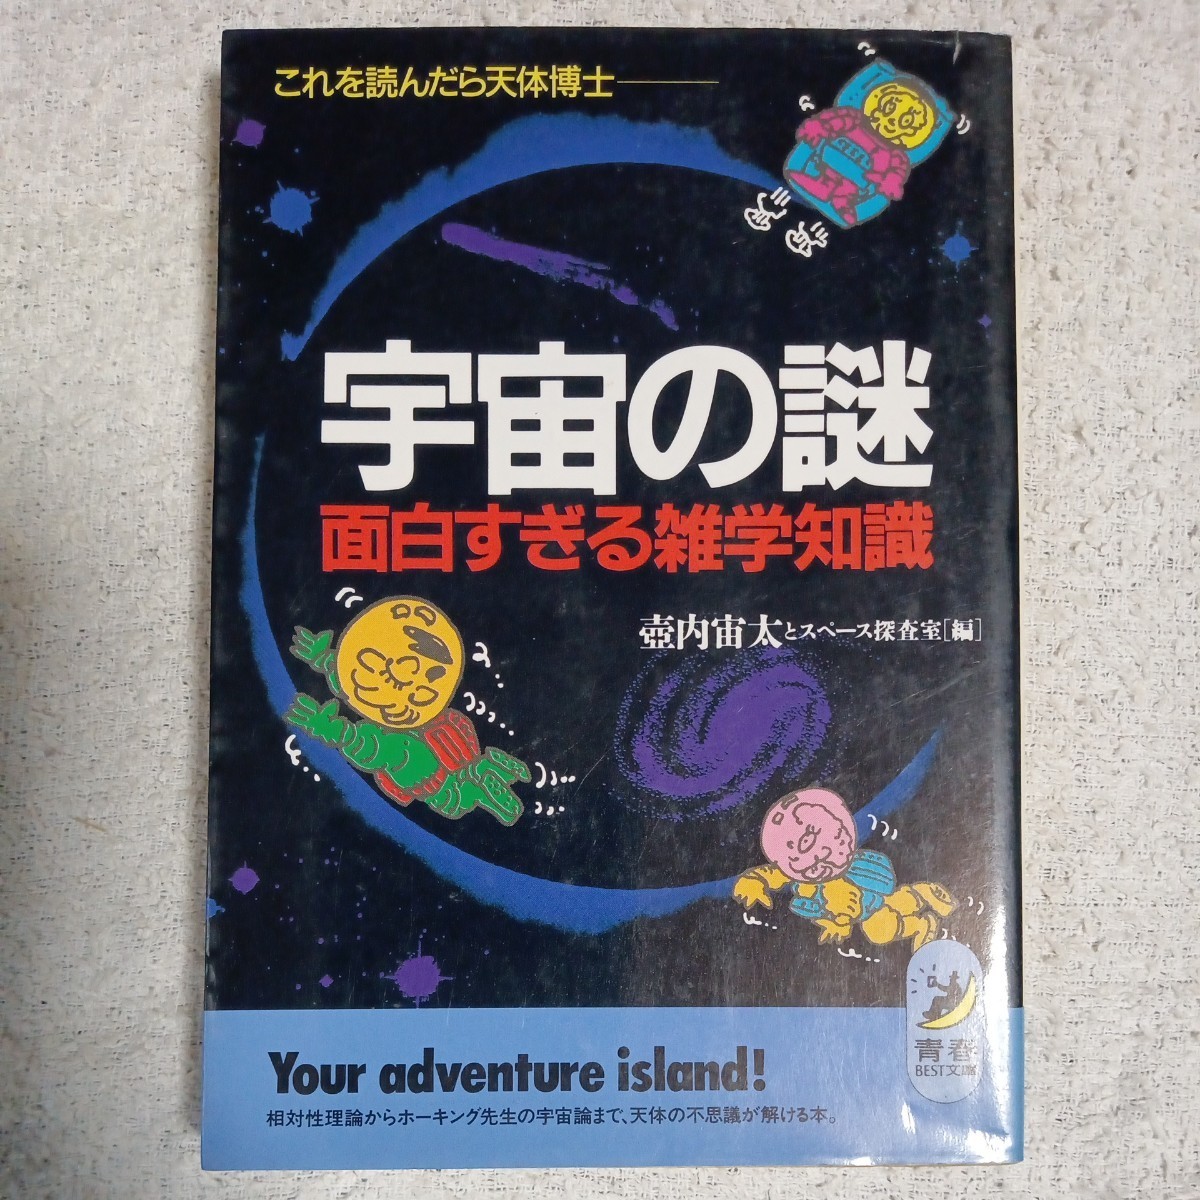 これを読んだら天体博士――
宇宙の謎
面白すぎる雑学知識
壺内宙太とスペース探査室[編]
青春
BEST文庫
Your adventure island!
相対性理論からホーキング先生の宇宙論まで、天体の不思議が解ける本。